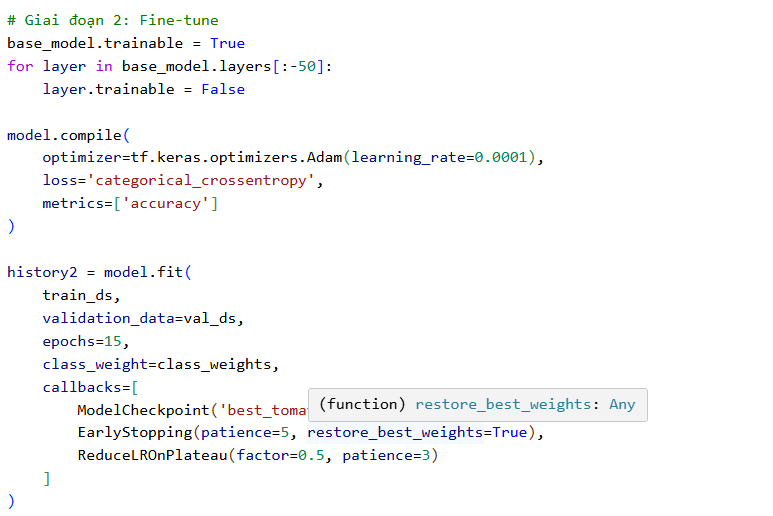 # Giai đoạn 2: Fine-tune
base_model.trainable = True
for layer in base_model.layers[:-50]:
    layer.trainable = False

model.compile(
    optimizer=tf.keras.optimizers.Adam(learning_rate=0.0001),
    loss='categorical_crossentropy',
    metrics=['accuracy']
)

history2 = model.fit(
    train_ds,
    validation_data=val_ds,
    epochs=15,
    class_weight=class_weights,
    callbacks=[
        ModelCheckpoint(
(function) restore_best_weights: Any
        EarlyStopping(patience=5, restore_best_weights=True),
        ReduceLROnPlateau(factor=0.5, patience=3)
    ]
)